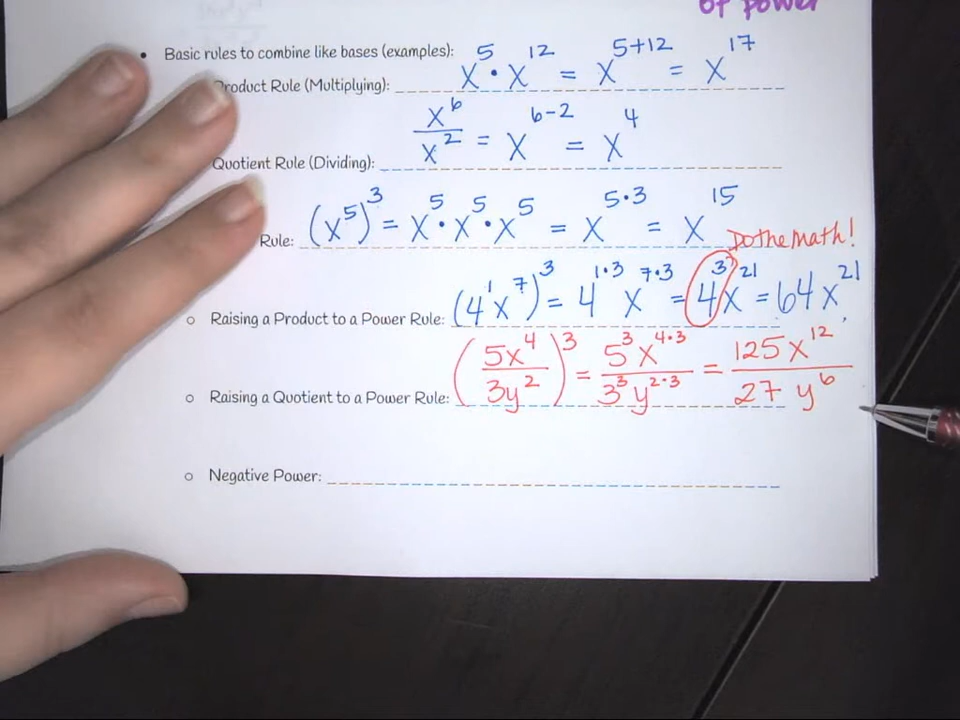 of power
• Basic rules to combine like bases (examples):
Product Rule (Multiplying): x⁵ • x¹² = x⁵⁺¹² = x¹⁷
Quotient Rule (Dividing): x⁶/x² = x⁶⁻² = x⁴
Rule: (x⁵)³ = x⁵ • x⁵ • x⁵ = x⁵·³ = x¹⁵
Do the math!
○ Raising a Product to a Power Rule: (4¹x⁷)³ = 4¹·³ x⁷·³ = 4³x²¹ = 64x²¹
○ Raising a Quotient to a Power Rule: (5x⁴/3y²)³ = 5³x⁴·³/3³y²·³ = 125x¹²/27y⁶
○ Negative Power: